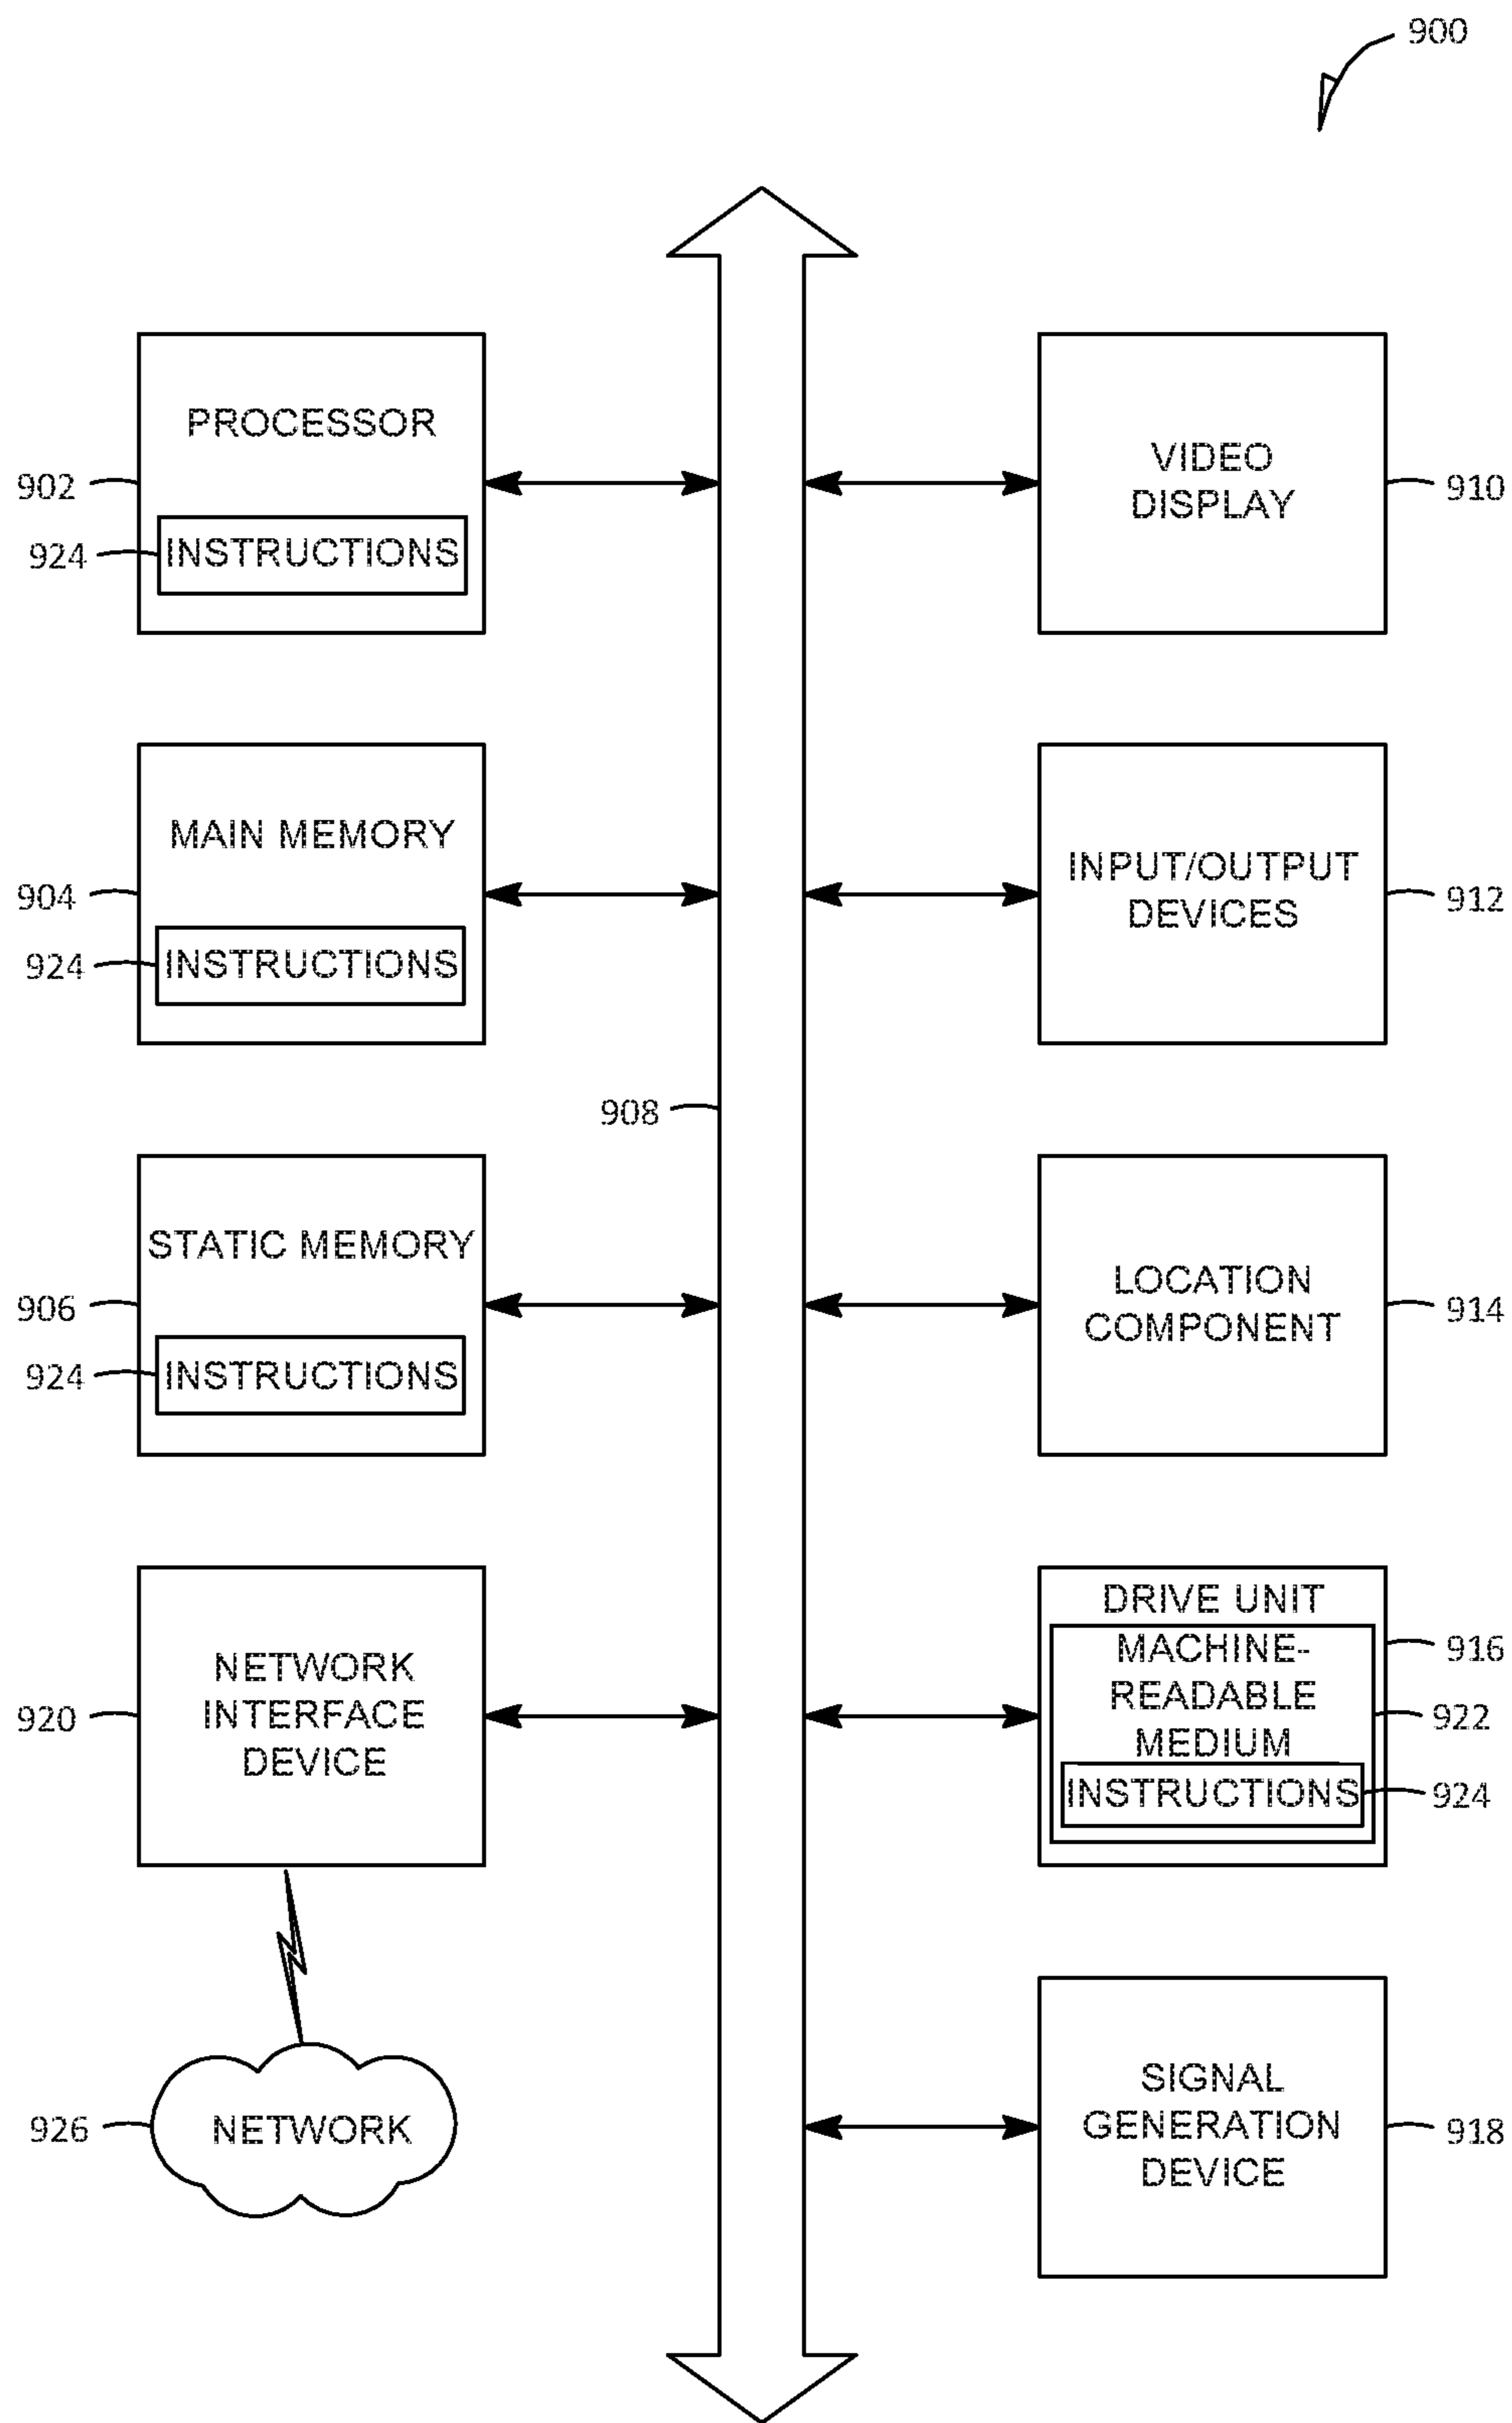 900
PROCESSOR
902
924
INSTRUCTIONS
VIDEO
DISPLAY
910
MAIN MEMORY
904
924
INSTRUCTIONS
INPUT/OUTPUT
DEVICES
912
908
STATIC MEMORY
906
924
INSTRUCTIONS
LOCATION
COMPONENT
914
NETWORK
INTERFACE
DEVICE
920
DRIVE UNIT
916
MACHINE-
READABLE
MEDIUM
922
INSTRUCTIONS
924
926
NETWORK
SIGNAL
GENERATION
DEVICE
918